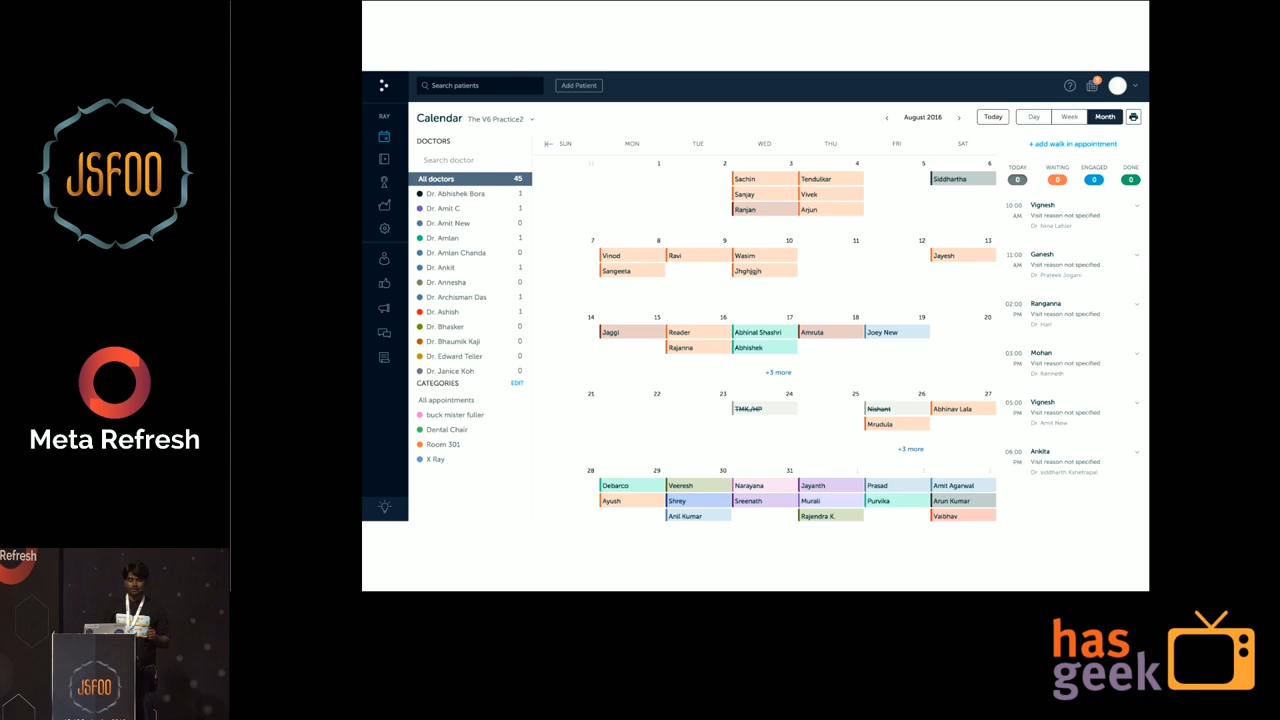 JSFOO
Meta Refresh
Refresh
JSFOO
has
geek
Search patients
Add Patient
9
RAY
Calendar The V6 Practice2
August 2016
Today
Day Week Month
DOCTORS
Search doctor
All doctors 45
Dr. Abhishek Bora 1
Dr. Amit C 1
Dr. Amit New 0
Dr. Amlan 1
Dr. Amlan Chanda 0
Dr. Ankit 1
Dr. Annesha 0
Dr. Archisman Das 1
Dr. Ashish 1
Dr. Bhasker 0
Dr. Bhaumik Kaji 0
Dr. Edward Teller 0
Dr. Janice Koh 0
CATEGORIES EDIT
All appointments
buck mister fuller
Dental Chair
Room 301
X Ray
SUN MON TUE WED THU FRI SAT
31 1 2 3 4 5 6
Sachin Tendulkar Siddhartha
Sanjay Vivek
Ranjan Arjun
7 8 9 10 11 12 13
Vinod Ravi Wasim Jayesh
Sangeeta Jhghjgjh
14 15 16 17 18 19 20
Jaggi Reader Abhinal Shashri Amruta Joey New
Rajanna Abhishek
+3 more
21 22 23 24 25 26 27
TMK./HP Nishant Abhinav Lala
Mrudula
+3 more
28 29 30 31 1 2 3
Debarco Veeresh Narayana Jayanth Prasad Amit Agarwal
Ayush Shrey Sreenath Murali Purvika Arun Kumar
Anil Kumar Rajendra K. Vaibhav
+ add walk in appointment
TODAY WAITING ENGAGED DONE
0 0 0 0
10:00 AM Vignesh
Visit reason not specified
Dr. Nina Lahier
11:00 AM Ganesh
Visit reason not specified
Dr. Prateek Jogani
02:00 PM Ranganna
Visit reason not specified
Dr. Hari
03:00 PM Mohan
Visit reason not specified
Dr. Kenneth
05:00 PM Vignesh
Visit reason not specified
Dr. Amit New
06:00 PM Ankita
Visit reason not specified
Dr. siddharth Kshetrapal